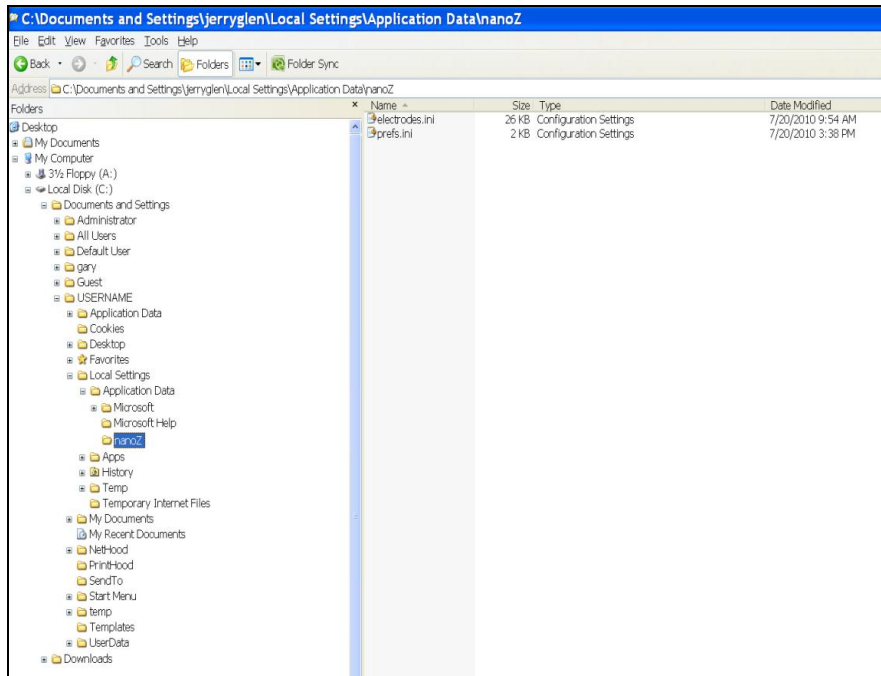 C:\Documents and Settings\jerryglen\Local Settings\Application Data\nanoZ
File Edit View Favorites Tools Help
Back Search Folders Folder Sync
Address C:\Documents and Settings\jerryglen\Local Settings\Application Data\nanoZ
Folders × Name Size Type Date Modified
electrodes.ini 26 KB Configuration Settings 7/20/2010 9:54 AM
prefs.ini 2 KB Configuration Settings 7/20/2010 3:38 PM
Desktop
My Documents
My Computer
3½ Floppy (A:)
Local Disk (C:)
Documents and Settings
Administrator
All Users
Default User
gary
Guest
USERNAME
Application Data
Cookies
Desktop
Favorites
Local Settings
Application Data
Microsoft
Microsoft Help
nanoZ
Apps
History
Temp
Temporary Internet Files
My Documents
My Recent Documents
NetHood
PrintHood
SendTo
Start Menu
temp
Templates
UserData
Downloads